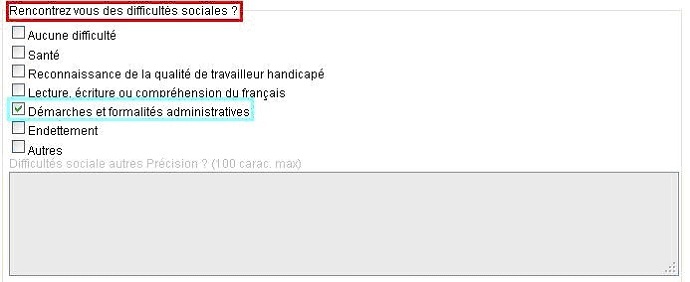 Rencontrez vous des difficultés sociales ?
Aucune difficulté
Santé
Reconnaissance de la qualité de travailleur handicapé
Lecture, écriture ou compréhension du français
Démarches et formalités administratives
Endettement
Autres
Difficultés sociale autres Précision ? (100 carac. max)